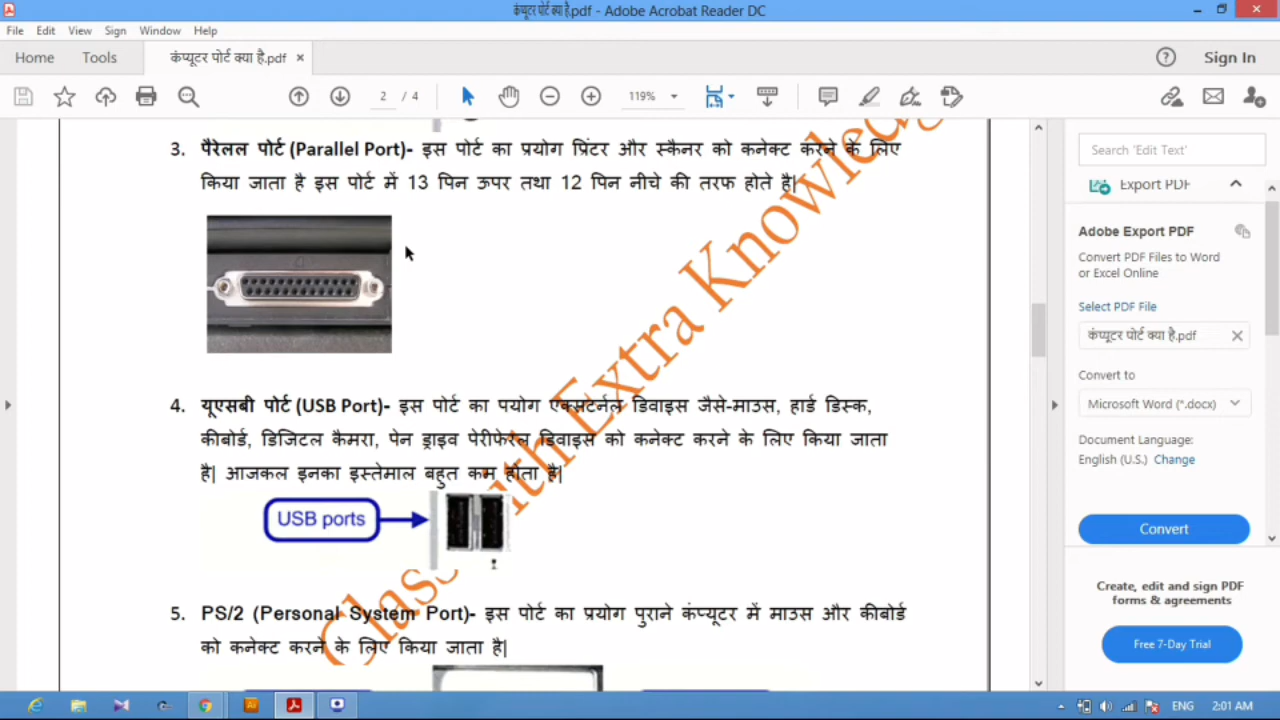 कंप्यूटर पोर्ट क्या है.pdf - Adobe Acrobat Reader DC
File Edit View Sign Window Help
Home Tools कंप्यूटर पोर्ट क्या है.pdf × Sign In
2 / 4 119%
3. पैरेलल पोर्ट (Parallel Port)- इस पोर्ट का प्रयोग प्रिंटर और स्कैनर को कनेक्ट करने के लिए
किया जाता है इस पोर्ट में 13 पिन ऊपर तथा 12 पिन नीचे की तरफ होते है|
4. यूएसबी पोर्ट (USB Port)- इस पोर्ट का पयोग एक्सटर्नल डिवाइस जैसे-माउस, हार्ड डिस्क,
कीबोर्ड, डिजिटल कैमरा, पेन ड्राइव पेरीफेरल डिवाइस को कनेक्ट करने के लिए किया जाता
है| आजकल इनका इस्तेमाल बहुत कम होता है|
USB ports
5. PS/2 (Personal System Port)- इस पोर्ट का प्रयोग पुराने कंप्यूटर में माउस और कीबोर्ड
को कनेक्ट करने के लिए किया जाता है|
With Extra Knowledge
Search 'Edit Text'
Export PDF
Adobe Export PDF
Convert PDF Files to Word
or Excel Online
Select PDF File
कंप्यूटर पोर्ट क्या है.pdf
Convert to
Microsoft Word (*.docx)
Document Language:
English (U.S.) Change
Convert
Create, edit and sign PDF
forms & agreements
Free 7-Day Trial
ENG 2:01 AM